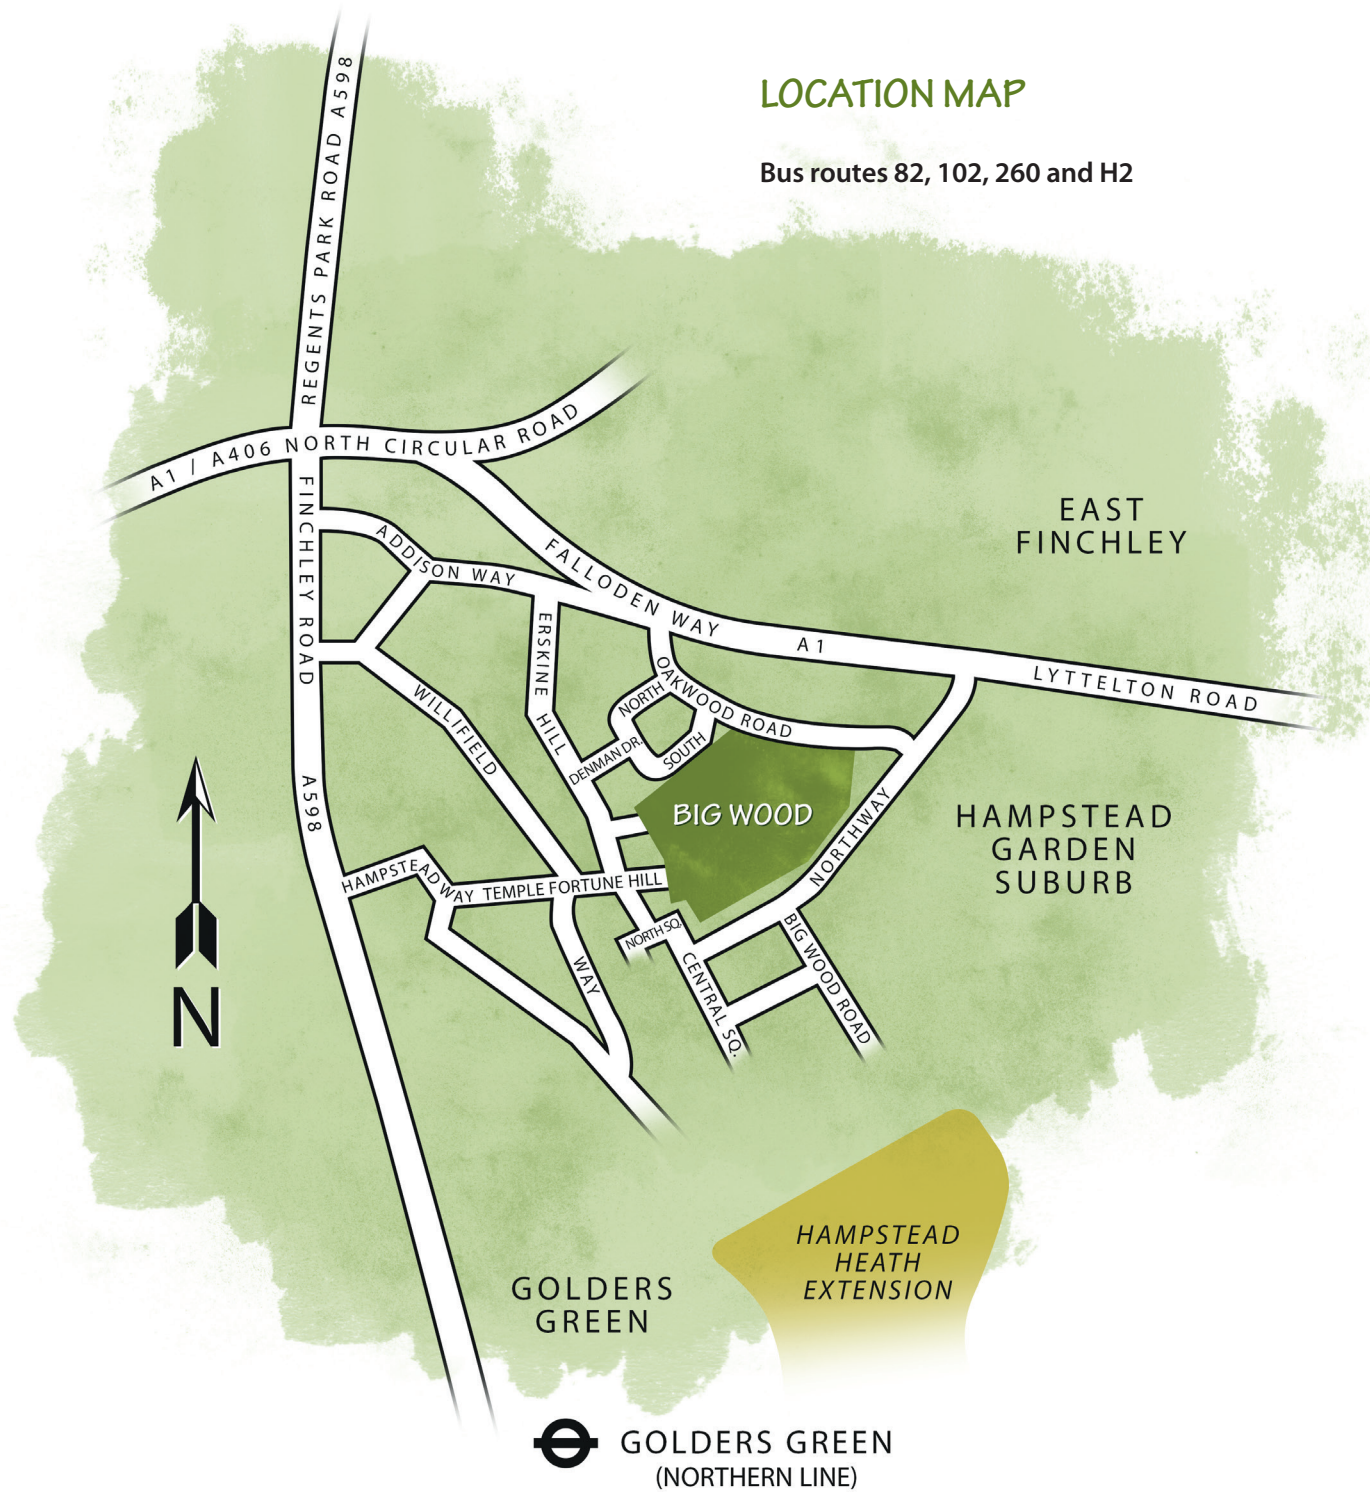 LOCATION MAP
Bus routes 82, 102, 260 and H2
REGENTS PARK ROAD A598
A1 / A406 NORTH CIRCULAR ROAD
FINCHLEY ROAD
ADDISON WAY
FALLODEN WAY
A1
LYTTELTON ROAD
EAST
FINCHLEY
ERSKINE HILL
OAKWOOD ROAD
NORTH
SOUTH
DENMAN DR.
WILLIFIELD
WAY
A598
BIG WOOD
NORTHWAY
HAMPSTEAD
GARDEN
SUBURB
HAMPSTEAD WAY
TEMPLE FORTUNE HILL
NORTH SQ.
CENTRAL SQ.
BIG WOOD ROAD
N
HAMPSTEAD
HEATH
EXTENSION
GOLDERS
GREEN
GOLDERS GREEN
(NORTHERN LINE)